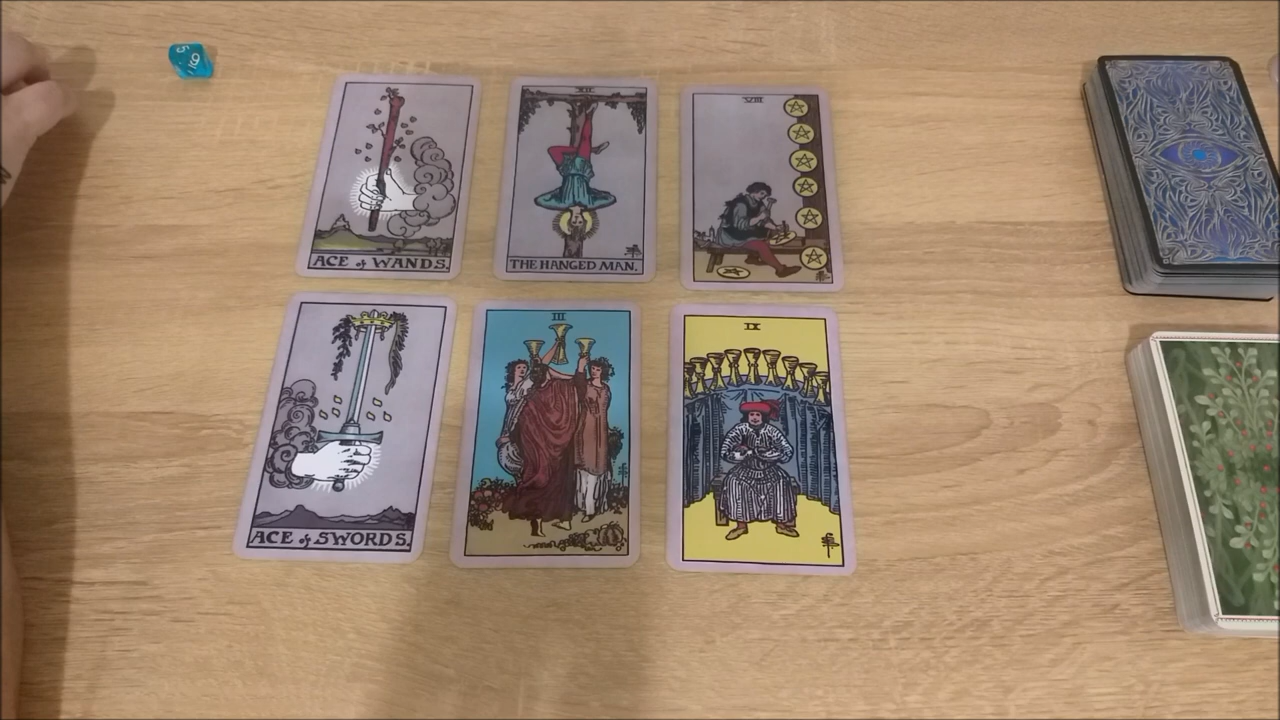 XII
VIII
ACE of WANDS.
THE HANGED MAN.
III
IX
ACE of SWORDS.